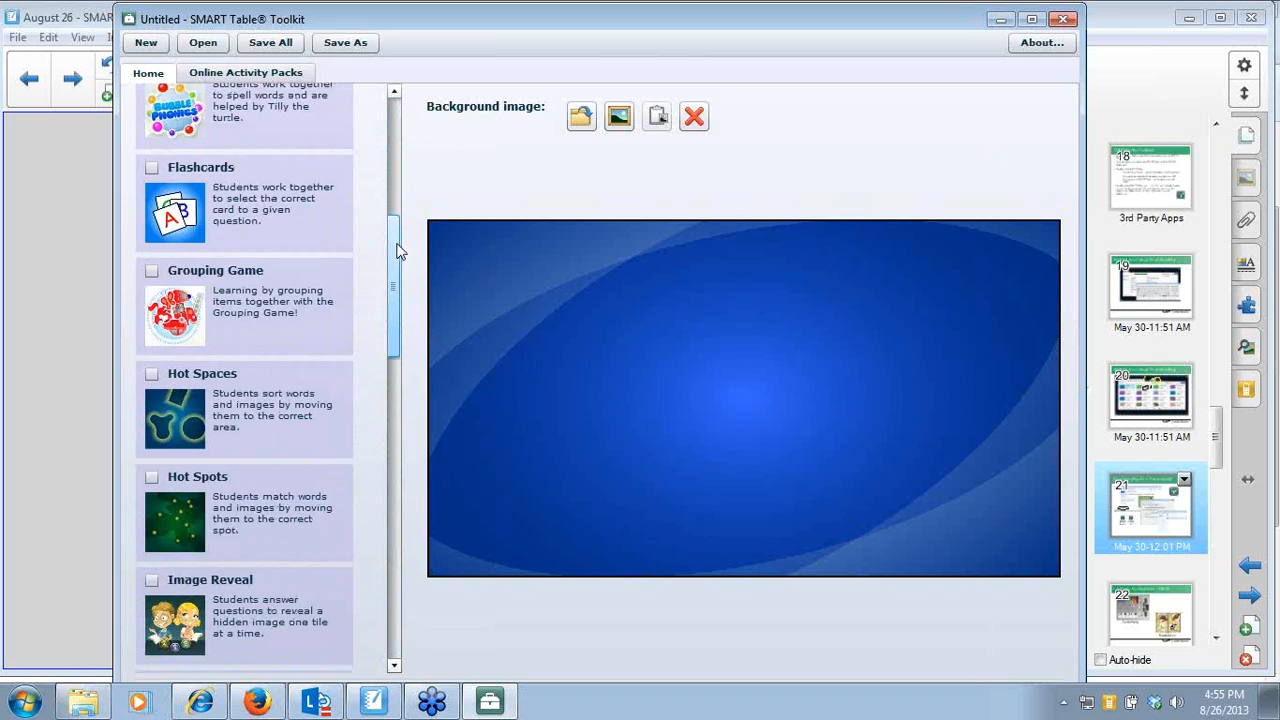 August 26 - SMA
Untitled - SMART Table® Toolkit
File Edit View
New Open Save All Save As About...
Home Online Activity Packs
Students work together
to spell words and are
helped by Tilly the
turtle.
BUBBLE
PHONICS
Background image:
Flashcards
Students work together
to select the correct
card to a given
question.
A B
Grouping Game
Learning by grouping
items together with the
Grouping Game!
Hot Spaces
Students sort words
and images by moving
them to the correct
area.
Hot Spots
Students match words
and images by moving
them to the correct
spot.
Image Reveal
Students answer
questions to reveal a
hidden image one tile
at a time.
18
3rd Party Apps
19
May 30-11:51 AM
20
May 30-11:51 AM
21
May 30-12:01 PM
22
Auto-hide
4:55 PM
8/26/2013